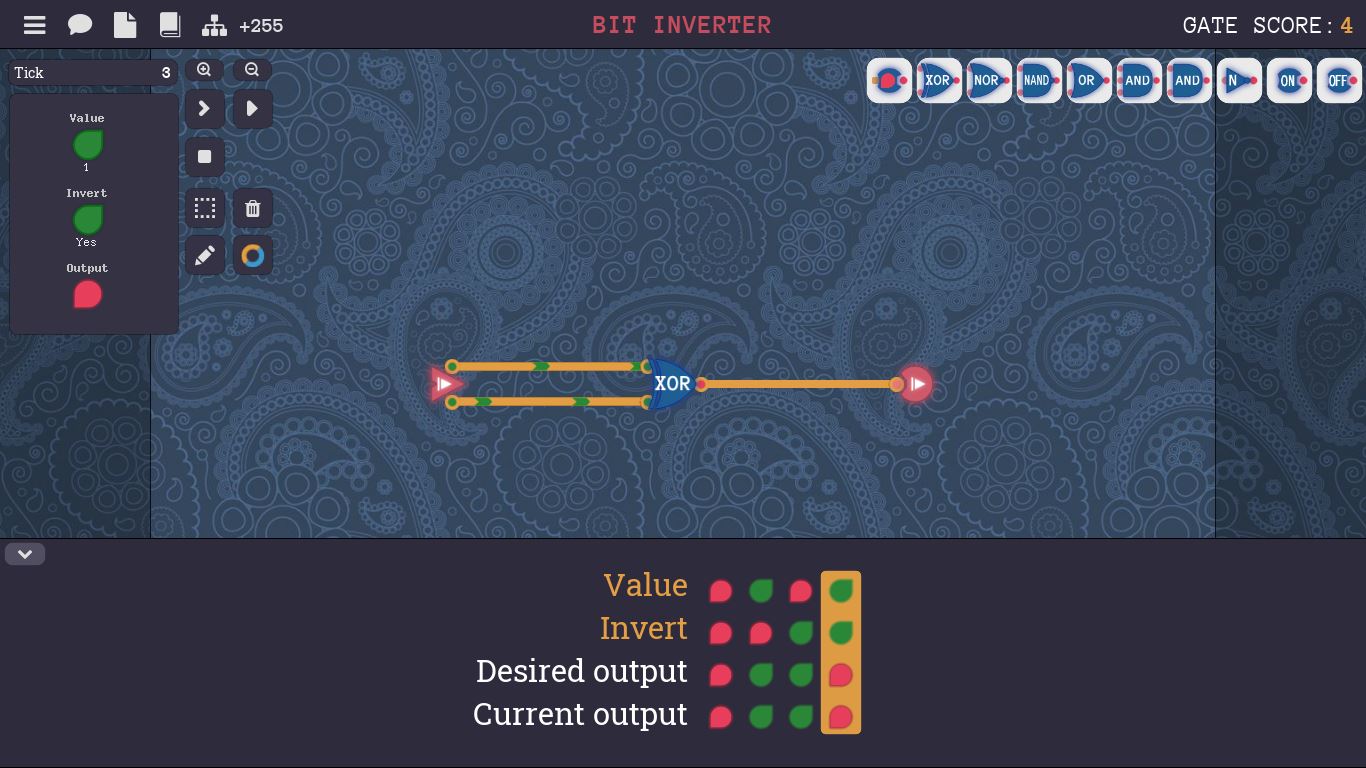 +255
BIT INVERTER
GATE SCORE: 4
Tick 3
XOR NOR NAND OR AND AND N ON OFF
Value
1
Invert
Yes
Output
XOR
Value
Invert
Desired output
Current output